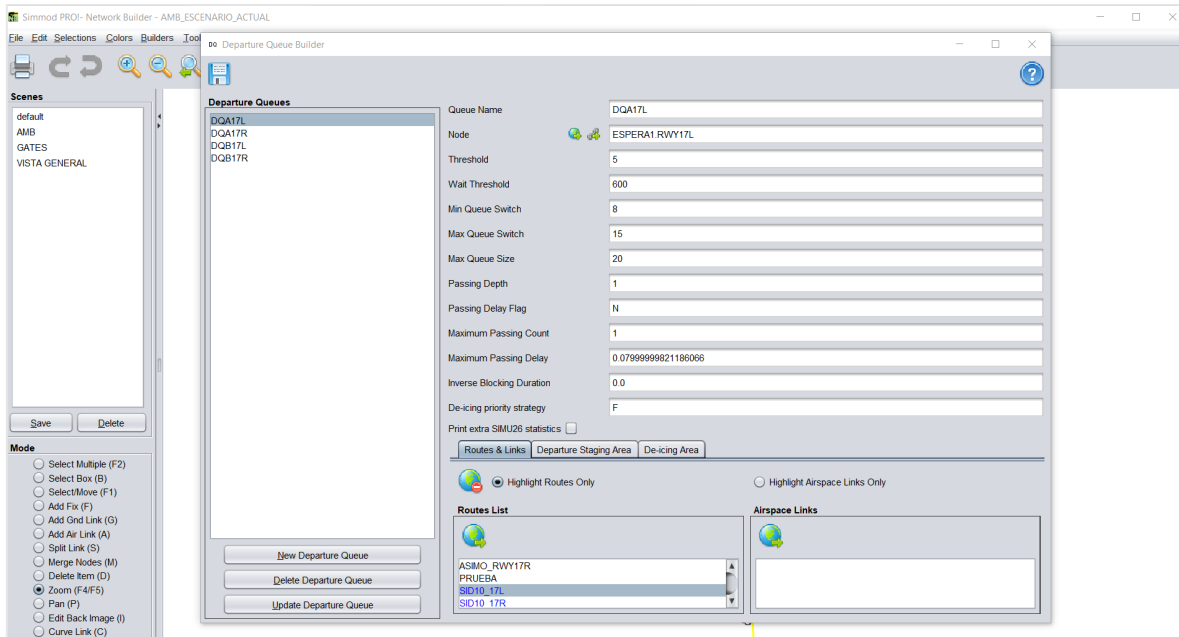 Simmod PRO!- Network Builder - AMB_ESCENARIO_ACTUAL
File Edit Selections Colors Builders Tool
DQ Departure Queue Builder
Scenes
default
AMB
GATES
VISTA GENERAL
Save Delete
Mode
Select Multiple (F2)
Select Box (B)
Select/Move (F1)
Add Fix (F)
Add Gnd Link (G)
Add Air Link (A)
Split Link (S)
Merge Nodes (M)
Delete Item (D)
Zoom (F4/F5)
Pan (P)
Edit Back Image (I)
Curve Link (C)
Departure Queues
DQA17L
DQA17R
DQB17L
DQB17R
New Departure Queue
Delete Departure Queue
Update Departure Queue
Queue Name DQA17L
Node ESPERA1.RWY17L
Threshold 5
Wait Threshold 600
Min Queue Switch 8
Max Queue Switch 15
Max Queue Size 20
Passing Depth 1
Passing Delay Flag N
Maximum Passing Count 1
Maximum Passing Delay 0.07999999821186066
Inverse Blocking Duration 0.0
De-icing priority strategy F
Print extra SIMU26 statistics
Routes & Links Departure Staging Area De-icing Area
Highlight Routes Only Highlight Airspace Links Only
Routes List
ASIMO_RWY17R
PRUEBA
SID10_17L
SID10_17R
Airspace Links